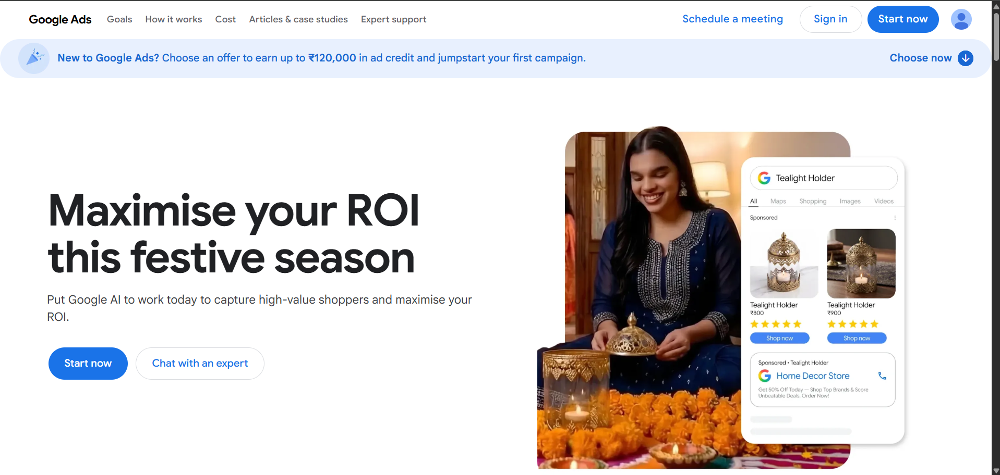 Google Ads
Goals
How it works
Cost
Articles & case studies
Expert support
Schedule a meeting
Sign in
Start now
New to Google Ads? Choose an offer to earn up to ₹120,000 in ad credit and jumpstart your first campaign.
Choose now
Maximise your ROI
this festive season
Put Google AI to work today to capture high-value shoppers and maximise your
ROI.
Start now
Chat with an expert
Tealight Holder
All Maps Shopping Images Videos
Sponsored
Tealight Holder
₹800
Shop now
Tealight Holder
₹900
Shop now
Sponsored • Tealight Holder
Home Decor Store
Get 50% Off Today — Shop Top Brands & Score
Unbeatable Deals. Order Now!